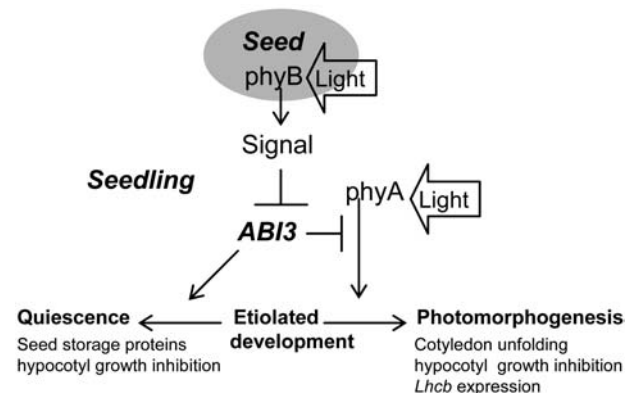 Seed
phyB Light
Signal
Seedling
phyA Light
ABI3
Quiescence
Seed storage proteins
hypocotyl growth inhibition
Etiolated
development
Photomorphogenesis
Cotyledon unfolding
hypocotyl growth inhibition
Lhcb expression